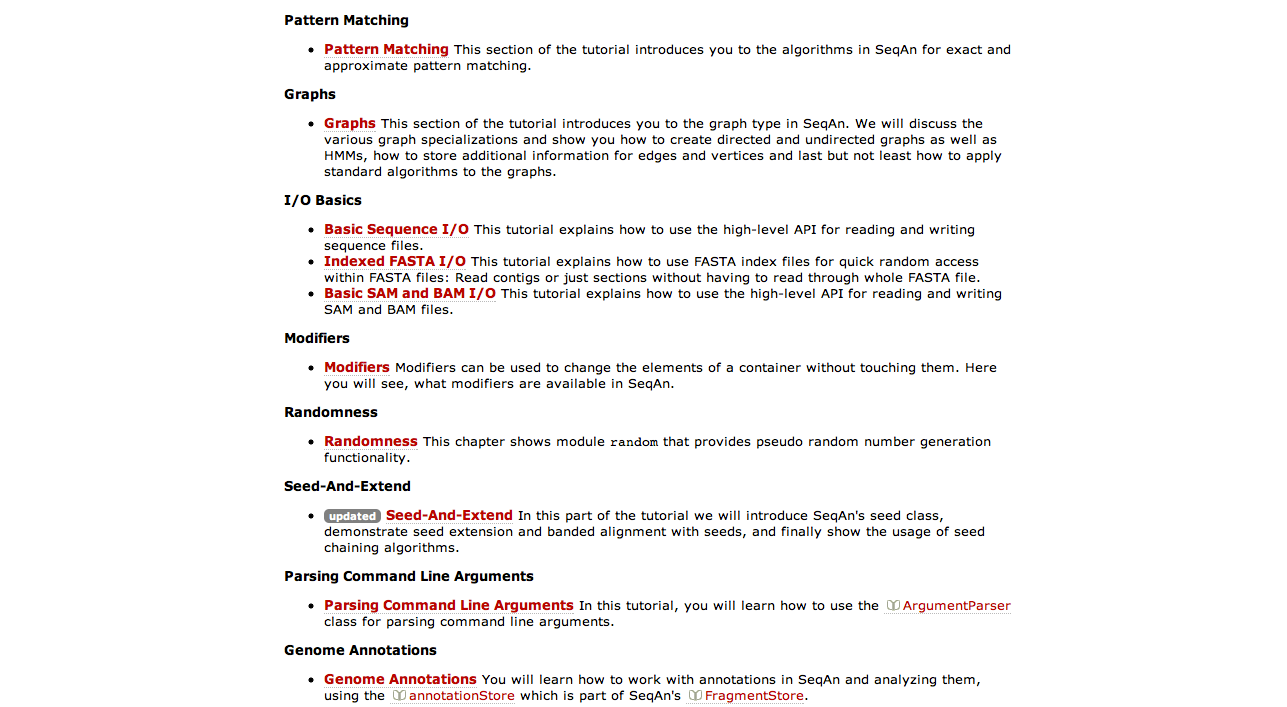 Pattern Matching
• Pattern Matching This section of the tutorial introduces you to the algorithms in SeqAn for exact and
approximate pattern matching.
Graphs
• Graphs This section of the tutorial introduces you to the graph type in SeqAn. We will discuss the
various graph specializations and show you how to create directed and undirected graphs as well as
HMMs, how to store additional information for edges and vertices and last but not least how to apply
standard algorithms to the graphs.
I/O Basics
• Basic Sequence I/O This tutorial explains how to use the high-level API for reading and writing
sequence files.
• Indexed FASTA I/O This tutorial explains how to use FASTA index files for quick random access
within FASTA files: Read contigs or just sections without having to read through whole FASTA file.
• Basic SAM and BAM I/O This tutorial explains how to use the high-level API for reading and writing
SAM and BAM files.
Modifiers
• Modifiers Modifiers can be used to change the elements of a container without touching them. Here
you will see, what modifiers are available in SeqAn.
Randomness
• Randomness This chapter shows module random that provides pseudo random number generation
functionality.
Seed-And-Extend
• updated Seed-And-Extend In this part of the tutorial we will introduce SeqAn's seed class,
demonstrate seed extension and banded alignment with seeds, and finally show the usage of seed
chaining algorithms.
Parsing Command Line Arguments
• Parsing Command Line Arguments In this tutorial, you will learn how to use the ArgumentParser
class for parsing command line arguments.
Genome Annotations
• Genome Annotations You will learn how to work with annotations in SeqAn and analyzing them,
using the annotationStore which is part of SeqAn's FragmentStore.